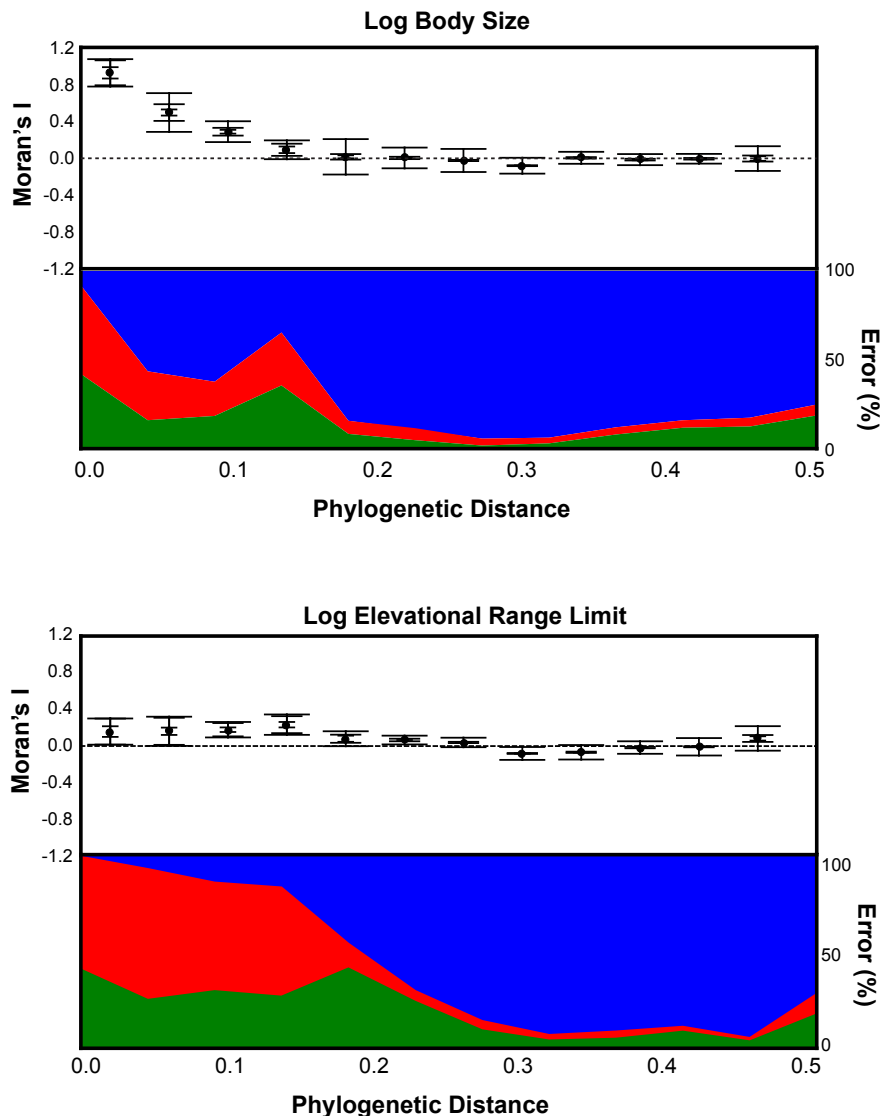 Log Body Size
1.2
0.8
0.4
0.0
-0.4
-0.8
-1.2
Moran's I
100
50
0
Error (%)
0.0 0.1 0.2 0.3 0.4 0.5
Phylogenetic Distance
Log Elevational Range Limit
1.2
0.8
0.4
0.0
-0.4
-0.8
-1.2
Moran's I
100
50
0
Error (%)
0.0 0.1 0.2 0.3 0.4 0.5
Phylogenetic Distance